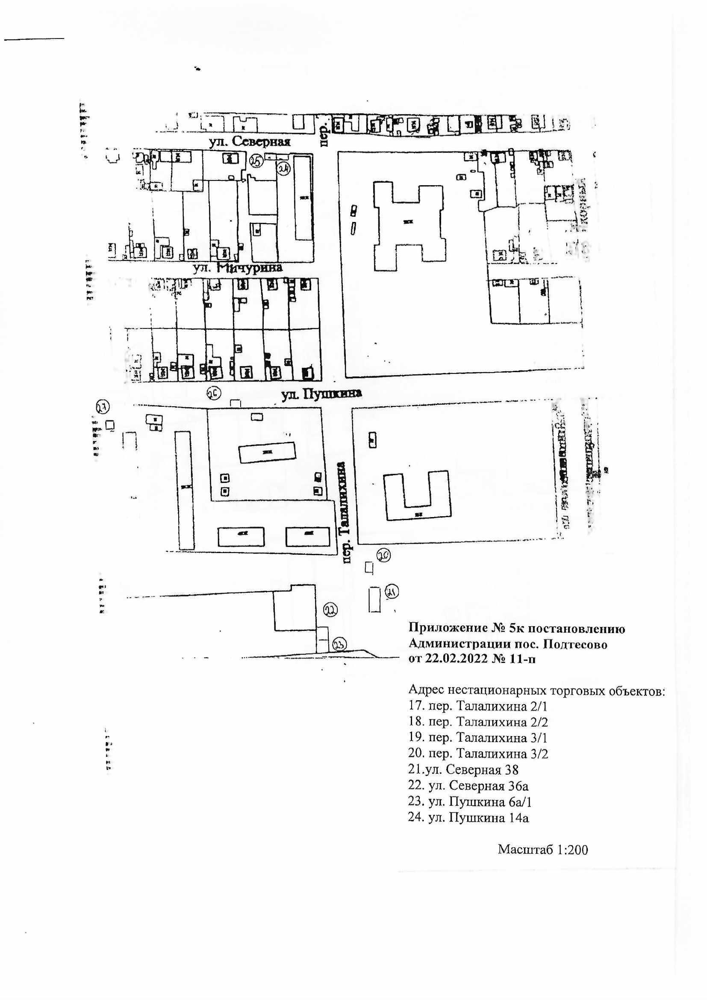 ул. Северная
пер.
25
24
ул. Мичурина
26
ул. Пушкина
27
пер. Талалихина
20
21
22
23
Приложение № 5к постановлению
Администрации пос. Подтесово
от 22.02.2022 № 11-п
Адрес нестационарных торговых объектов:
17. пер. Талалихина 2/1
18. пер. Талалихина 2/2
19. пер. Талалихина 3/1
20. пер. Талалихина 3/2
21.ул. Северная 38
22. ул. Северная 36а
23. ул. Пушкина 6а/1
24. ул. Пушкина 14а
Масштаб 1:200